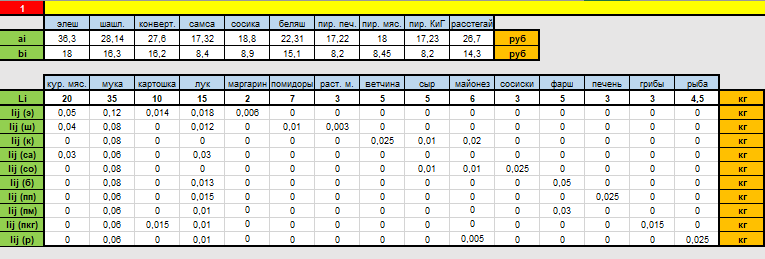 1
элеш шашл. конверт. самса сосика беляш пир. печ. пир. мяс. пир. КиГ расстегай
ai 36,3 28,14 27,6 17,32 18,8 22,31 17,22 18 17,23 26,7 руб
bi 18 16,3 16,2 8,4 8,9 15,1 8,2 8,45 8,2 14,3 руб
кур. мяс. мука картошка лук маргарин помидоры раст. м. ветчина сыр майонез сосиски фарш печень грибы рыба
Li 20 35 10 15 2 7 3 5 5 6 3 5 3 3 4,5 кг
lij (э) 0,05 0,12 0,014 0,018 0,006 0 0 0 0 0 0 0 0 0 0 кг
lij (ш) 0,04 0,08 0 0,012 0 0,01 0,003 0 0 0 0 0 0 0 0 кг
lij (к) 0 0,08 0 0 0 0 0 0,025 0,01 0,02 0 0 0 0 0 кг
lij (са) 0,03 0,06 0 0,03 0 0 0 0 0 0 0 0 0 0 0 кг
lij (со) 0 0,08 0 0 0 0 0 0 0,01 0,01 0,025 0 0 0 0 кг
lij (б) 0 0,08 0 0,013 0 0 0 0 0 0 0 0,05 0 0 0 кг
lij (пп) 0 0,06 0 0,015 0 0 0 0 0 0 0 0 0,025 0 0 кг
lij (пм) 0 0,06 0 0,01 0 0 0 0 0 0 0 0,03 0 0 0 кг
lij (пкг) 0 0,06 0,015 0,01 0 0 0 0 0 0 0 0 0 0,015 0 кг
lij (р) 0 0,06 0 0,01 0 0 0 0 0 0,005 0 0 0 0 0,025 кг